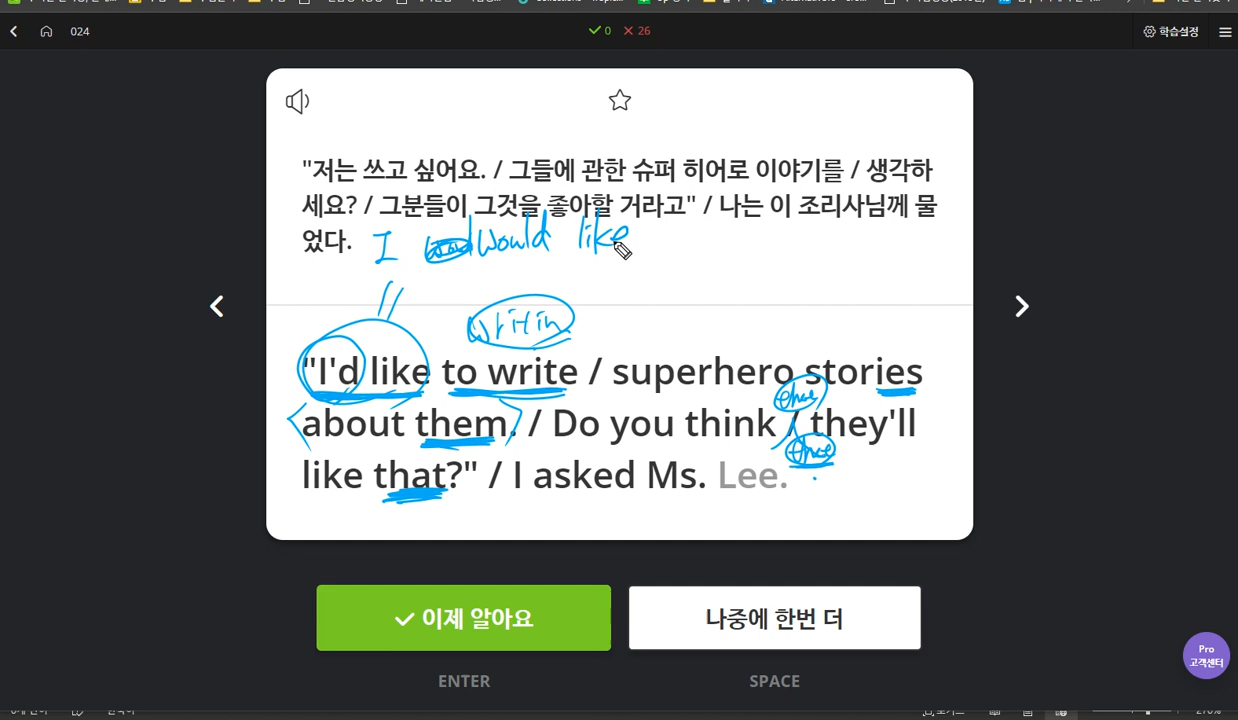 024
0
26
학습설정
"저는 쓰고 싶어요. / 그들에 관한 슈퍼 히어로 이야기를 / 생각하
세요? / 그분들이 그것을 좋아할 거라고" / 나는 이 조리사님께 물
었다.
I would like
writin
"I'd like to write / superhero stories
about them. / Do you think / they'll
like that?" / I asked Ms. Lee.
이제 알아요
나중에 한번 더
ENTER
SPACE
Pro
고객센터